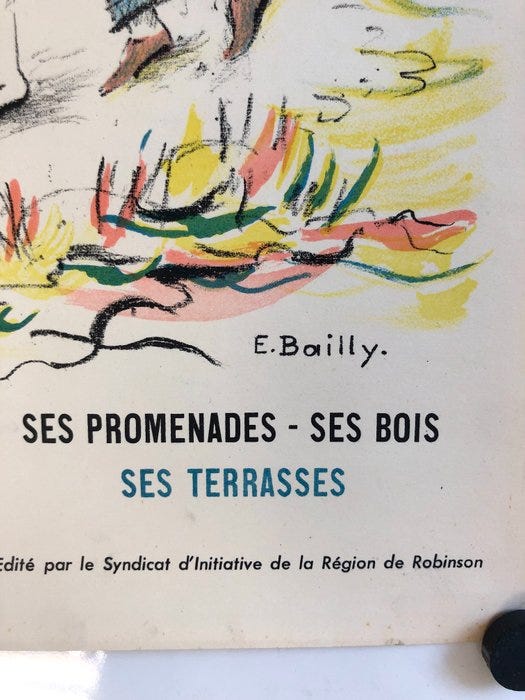 E. Bailly.
SES PROMENADES - SES BOIS
SES TERRASSES
Edité par le Syndicat d'Initiative de la Région de Robinson